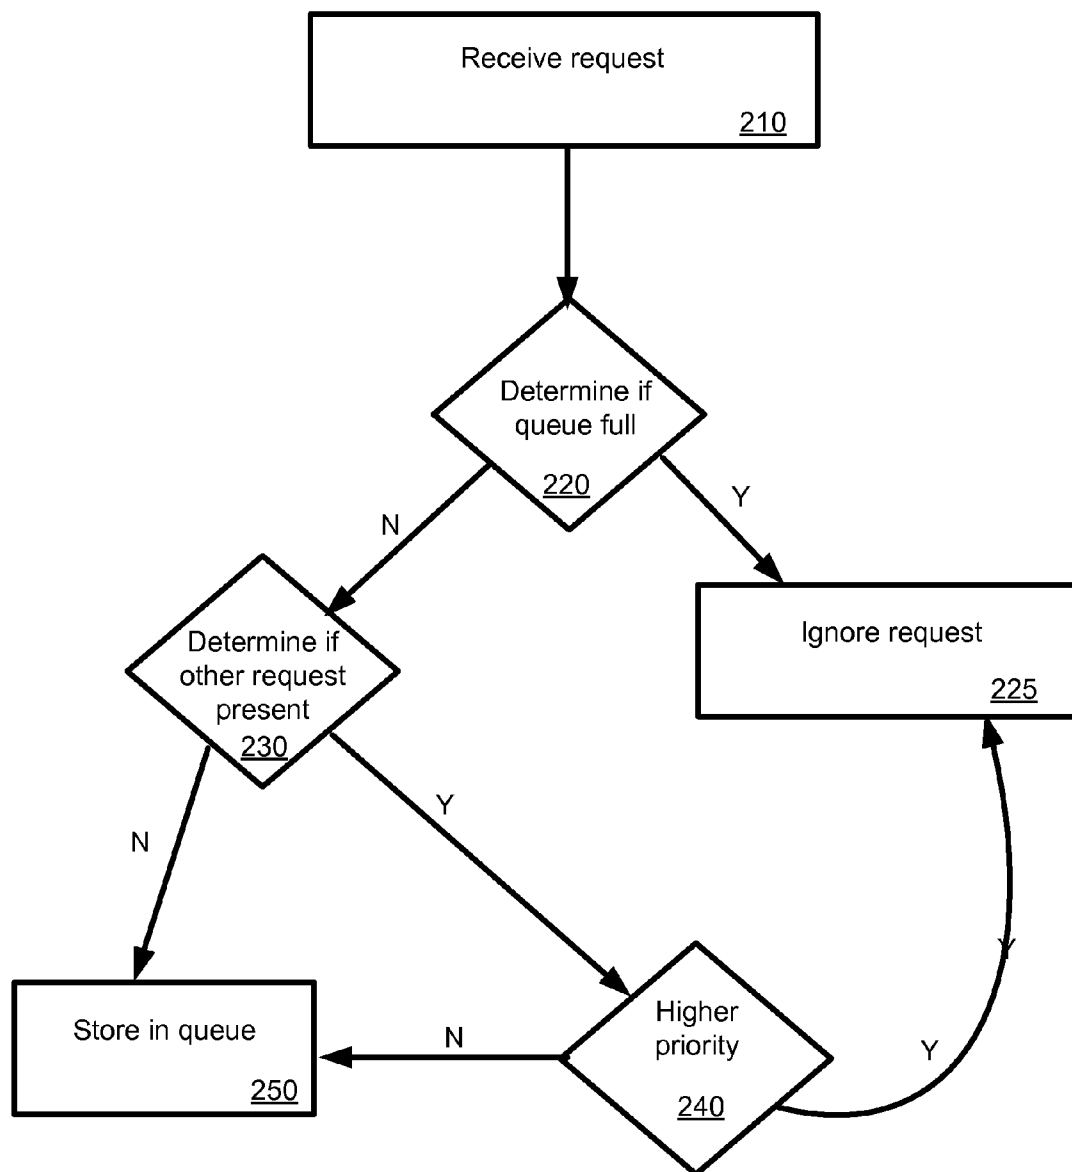 Receive request
210
Determine if
queue full
220
Y
N
Ignore request
225
Determine if
other request
present
230
Y
N
Y
Higher
priority
240
Store in queue
250
N
Y